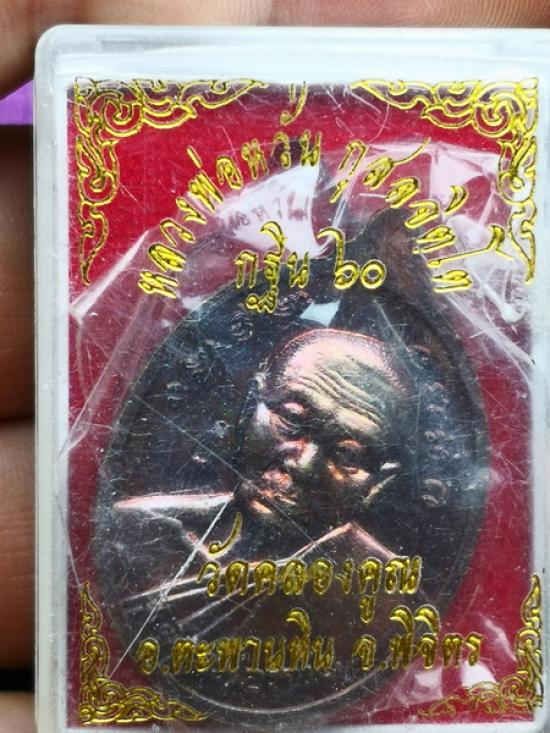 หลวงพ่อหวั่น กุสลจิตโต
กฐิน ๖๐
วัดคลองคูณ
อ.ตะพานหิน จ.พิจิตร